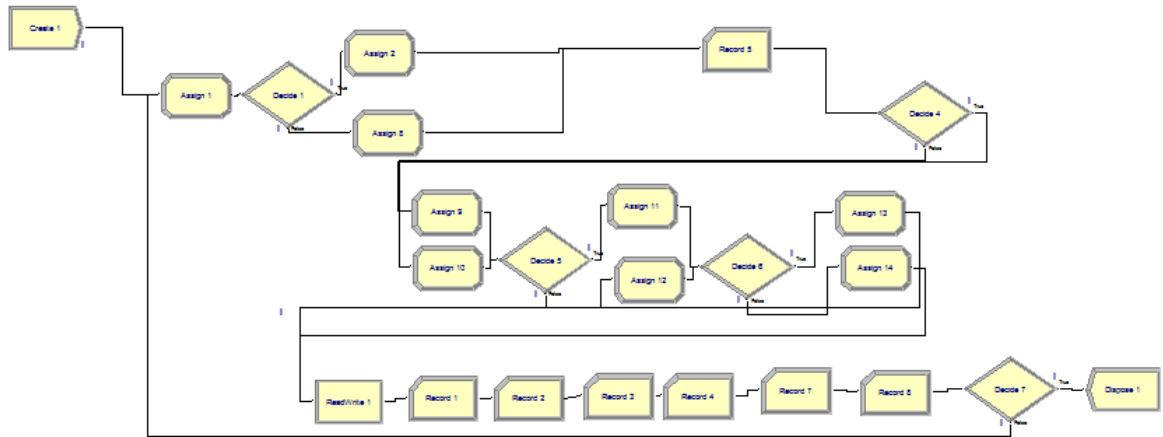 Create 1
Assign 1
Decide 1
True
False
Assign 2
Assign 8
Record 5
Decide 4
True
False
Assign 9
Assign 10
Decide 5
True
False
Assign 11
Assign 12
Decide 6
True
False
Assign 13
Assign 14
ReadWrite 1
Record 1
Record 2
Record 3
Record 4
Record 7
Decide 7
True
False
Dispose 1